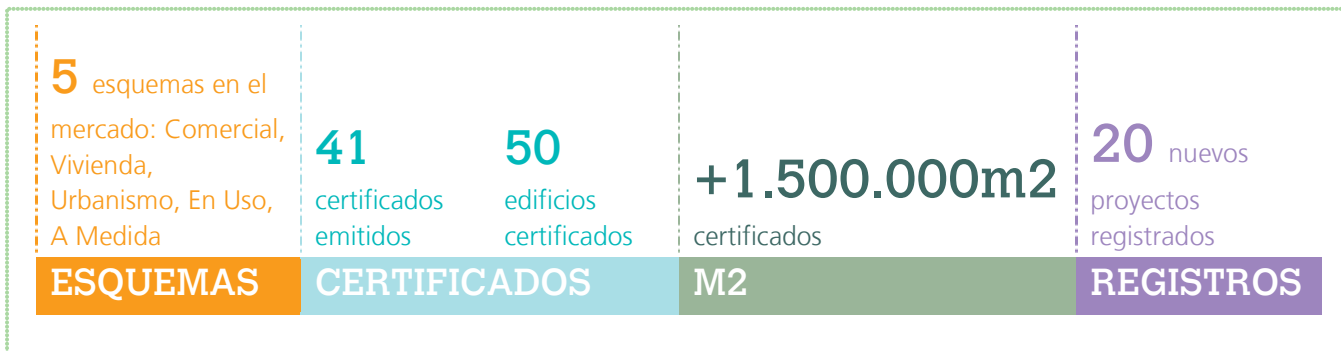 5 esquemas en el
mercado: Comercial,
Vivienda,
Urbanismo, En Uso,
A Medida
ESQUEMAS
41
certificados
emitidos
50
edificios
certificados
CERTIFICADOS
+1.500.000m2
certificados
M2
20 nuevos
proyectos
registrados
REGISTROS